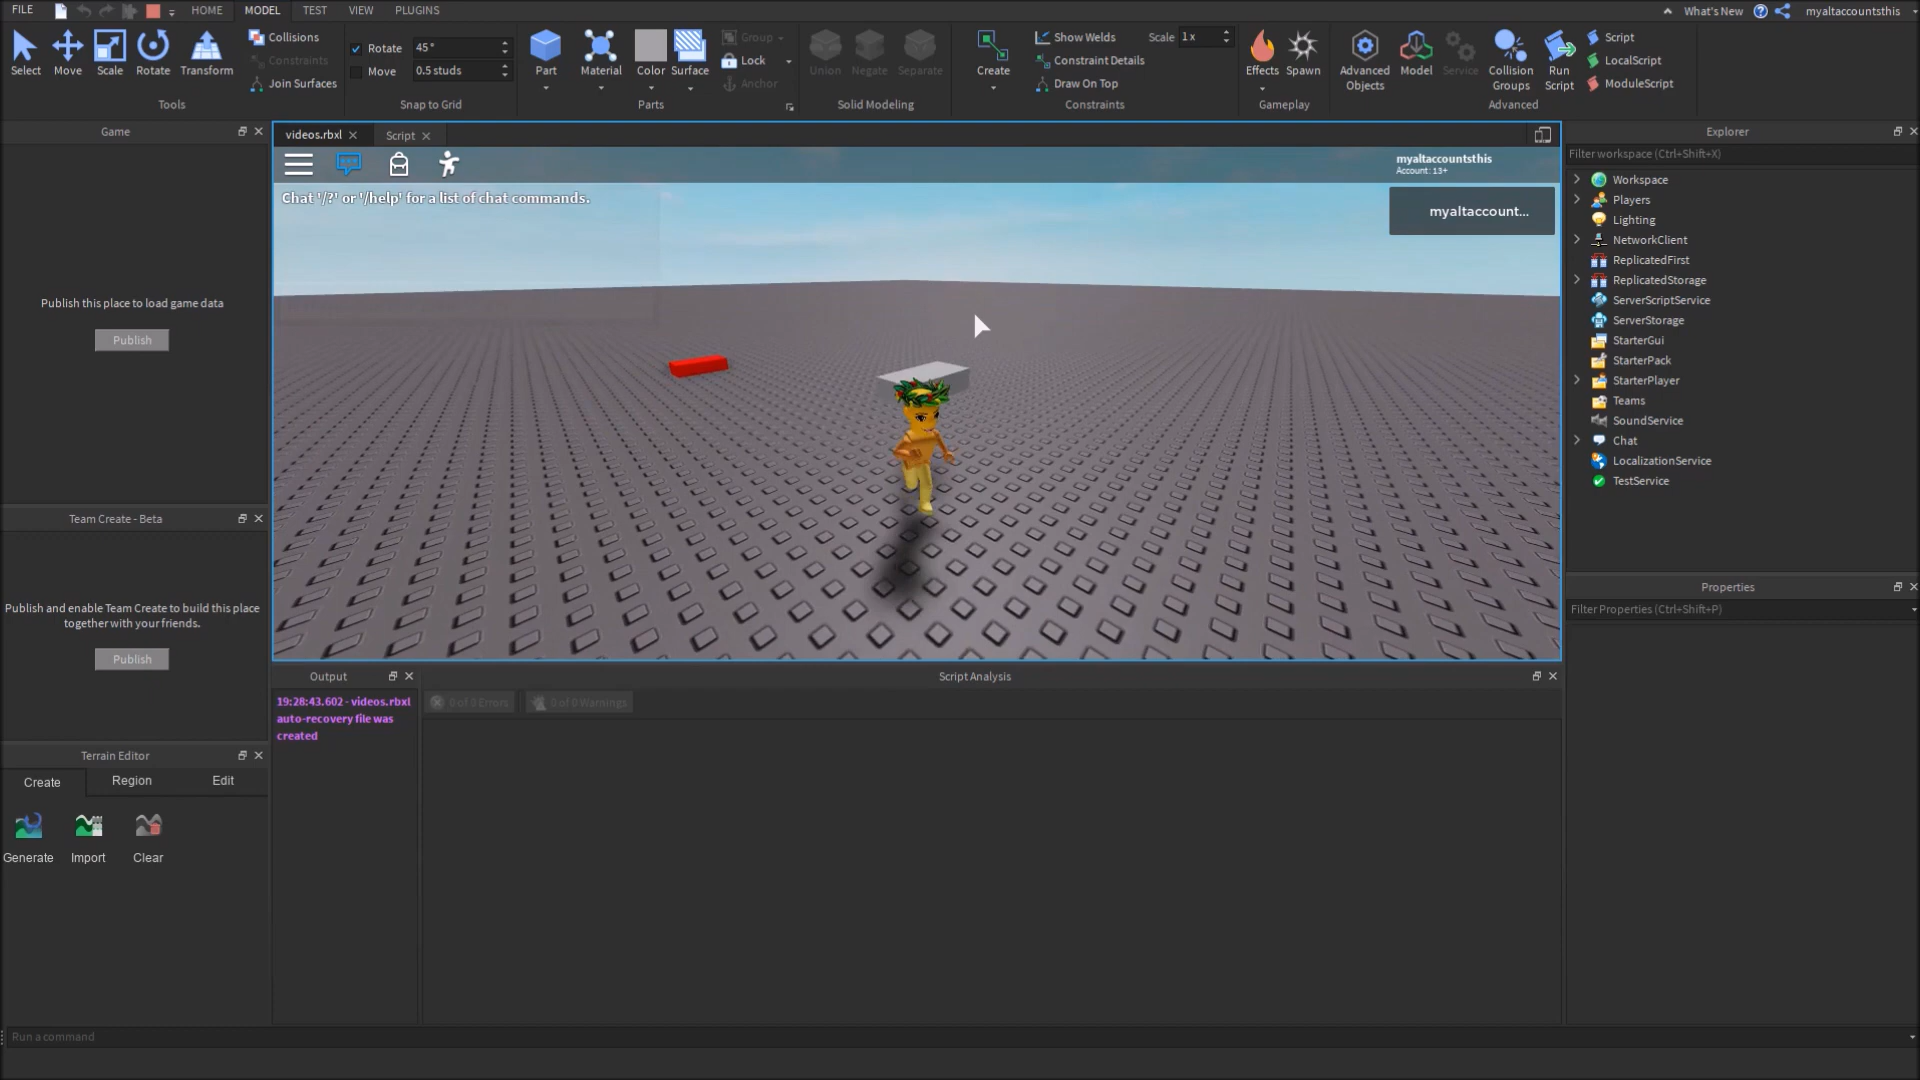 FILE
HOME
MODEL
TEST
VIEW
PLUGINS
What's New
myaltaccountsthis
Select
Move
Scale
Rotate
Transform
Tools
Collisions
Constraints
Join Surfaces
Rotate
45°
Move
0.5 studs
Snap to Grid
Part
Material
Color
Surface
Group
Lock
Anchor
Parts
Union
Negate
Separate
Solid Modeling
Create
Show Welds
Scale
1 x
Constraint Details
Draw On Top
Constraints
Effects
Spawn
Gameplay
Advanced
Objects
Model
Service
Collision
Groups
Run
Script
Script
LocalScript
ModuleScript
Advanced
Game
Publish this place to load game data
Publish
Team Create - Beta
Publish and enable Team Create to build this place
together with your friends.
Publish
Terrain Editor
Create
Region
Edit
Generate
Import
Clear
videos.rbxl
Script
myaltaccountsthis
Account: 13+
Chat '/?' or '/help' for a list of chat commands.
myaltaccount...
Output
19:28:43.602 - videos.rbxl
auto-recovery file was
created
Script Analysis
0 of 0 Errors
0 of 0 Warnings
Explorer
Filter workspace (Ctrl+Shift+X)
Workspace
Players
Lighting
NetworkClient
ReplicatedFirst
ReplicatedStorage
ServerScriptService
ServerStorage
StarterGui
StarterPack
StarterPlayer
Teams
SoundService
Chat
LocalizationService
TestService
Properties
Filter Properties (Ctrl+Shift+P)
Run a command